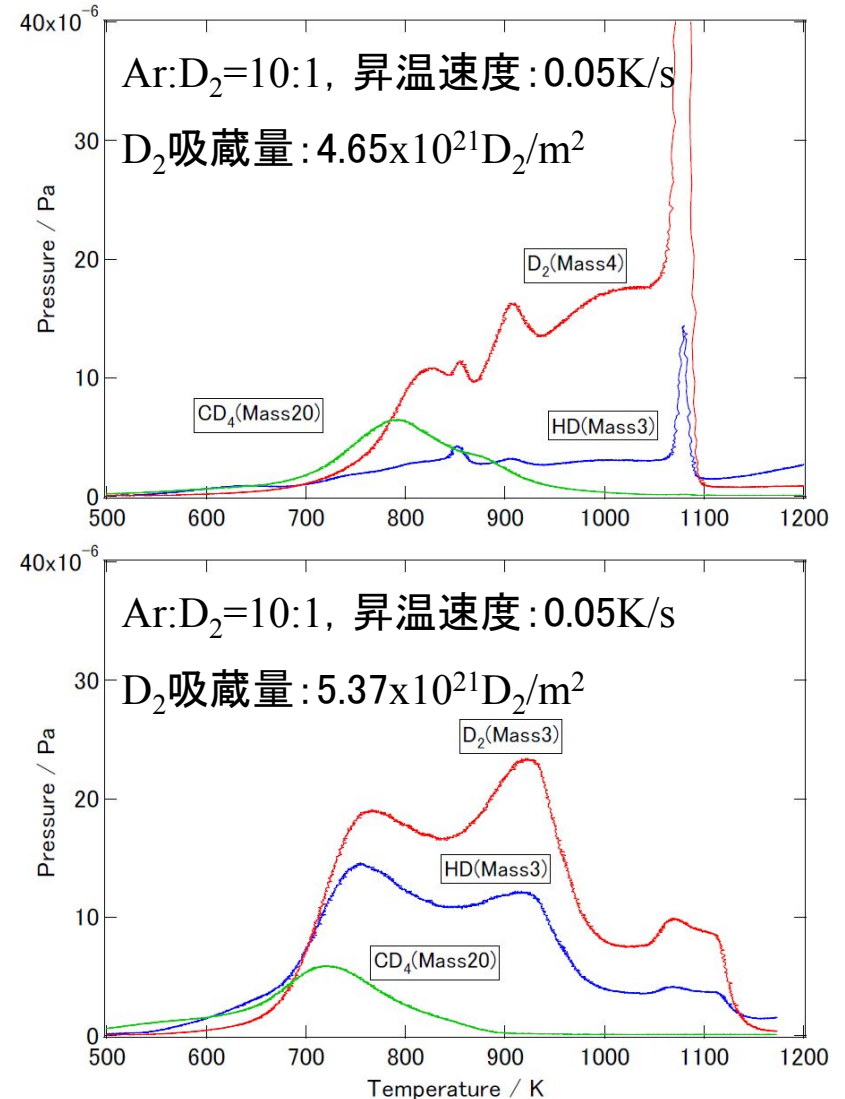 40x10⁻⁶
Ar:D₂=10:1, 昇温速度:0.05K/s
D₂吸蔵量:4.65x10²¹D₂/m²
30
Pressure / Pa
20
D₂(Mass4)
10
CD₄(Mass20)
HD(Mass3)
0
500 600 700 800 900 1000 1100 1200
40x10⁻⁶
Ar:D₂=10:1, 昇温速度:0.05K/s
D₂吸蔵量:5.37x10²¹D₂/m²
30
D₂(Mass3)
Pressure / Pa
20
HD(Mass3)
10
CD₄(Mass20)
0
500 600 700 800 900 1000 1100 1200
Temperature / K